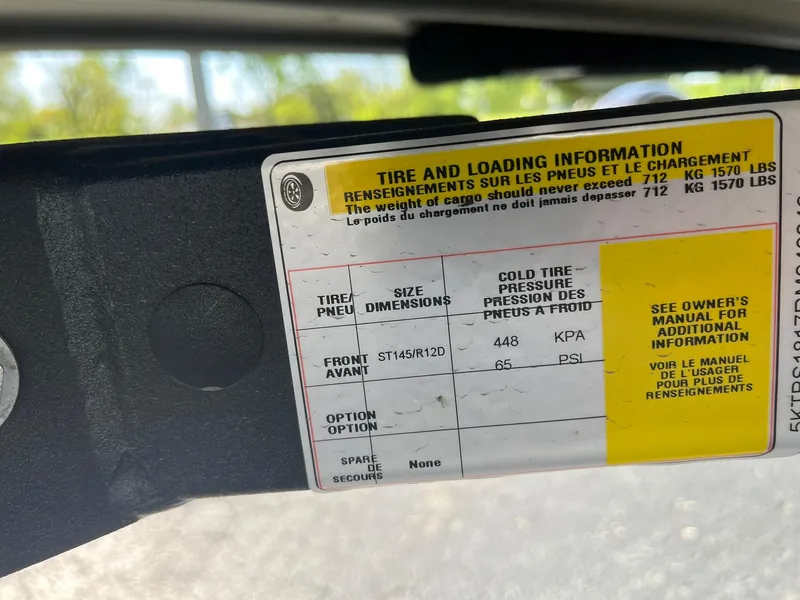 TIRE AND LOADING INFORMATION
RENSEIGNEMENTS SUR LES PNEUS ET LE CHARGEMENT
The weight of cargo should never exceed 712 KG 1570 LBS
Le poids du chargement ne doit jamais depasser 712 KG 1570 LBS
TIRE/
PNEU
SIZE
DIMENSIONS
COLD TIRE
PRESSURE
PRESSION DES
PNEUS A FROID
FRONT
AVANT
ST145/R12D
448 KPA
65 PSI
OPTION
OPTION
SPARE
DE
SECOURS
None
SEE OWNER'S
MANUAL FOR
ADDITIONAL
INFORMATION
VOIR LE MANUEL
DE L'USAGER
POUR PLUS DE
RENSEIGNEMENTS